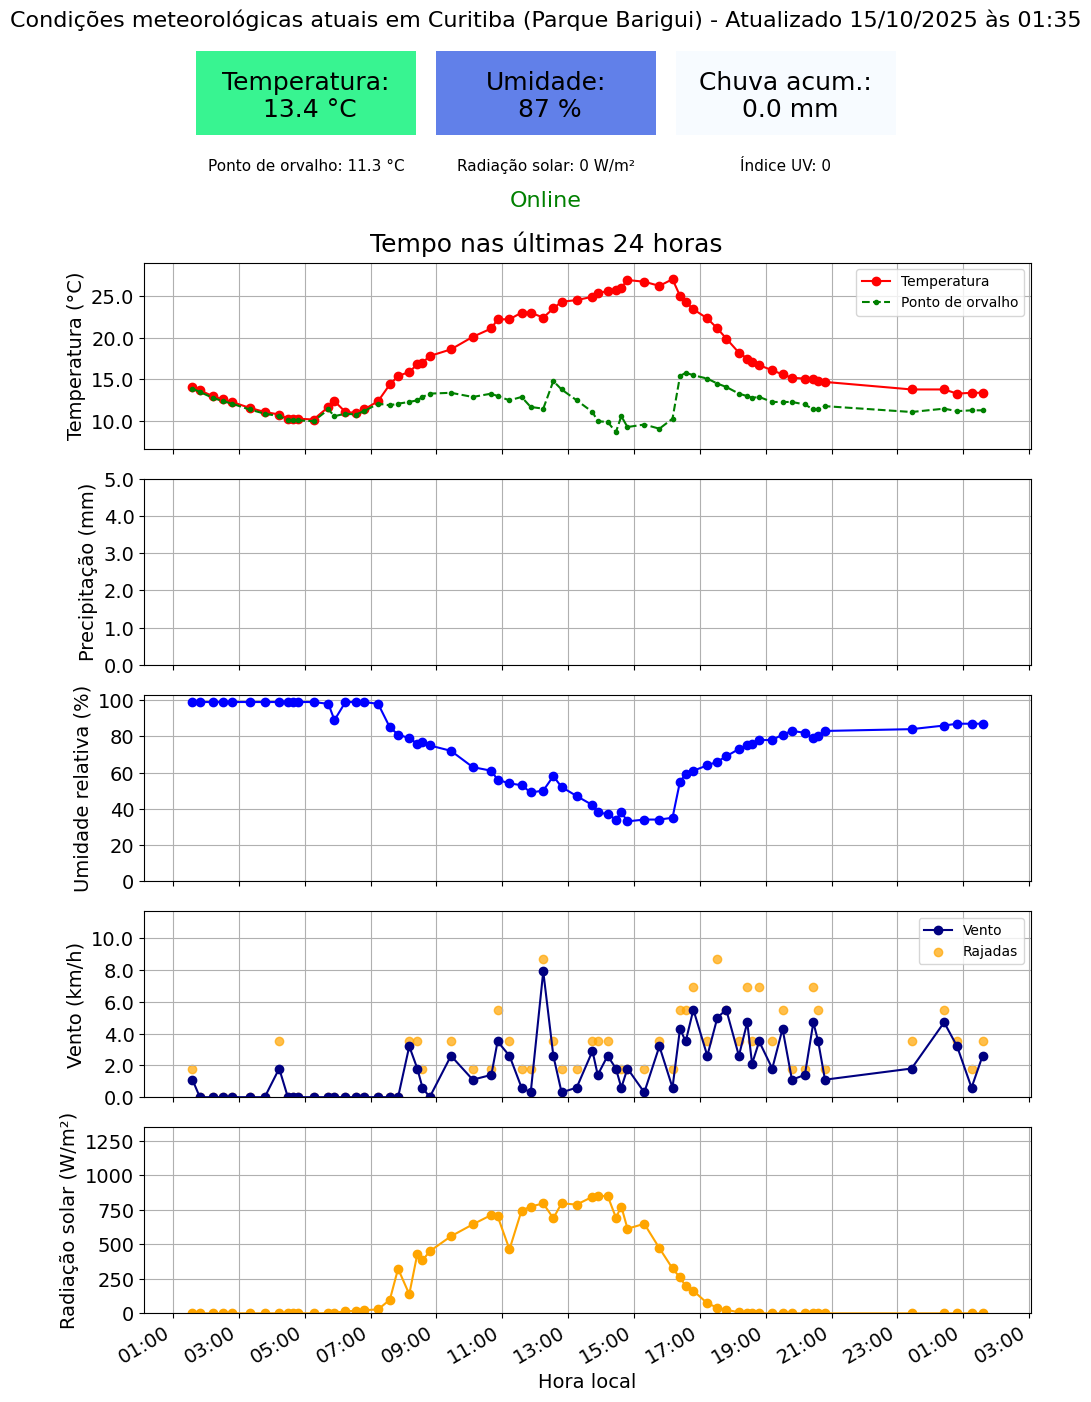 Condições meteorológicas atuais em Curitiba (Parque Barigui) - Atualizado 15/10/2025 às 01:35
Temperatura:
13.4 °C
Umidade:
87 %
Chuva acum.:
0.0 mm
Ponto de orvalho: 11.3 °C
Radiação solar: 0 W/m²
Índice UV: 0
Online
Tempo nas últimas 24 horas
Temperatura (°C)
25.0
20.0
15.0
10.0
Temperatura
Ponto de orvalho
Precipitação (mm)
5.0
4.0
3.0
2.0
1.0
0.0
Umidade relativa (%)
100
80
60
40
20
0
Vento (km/h)
10.0
8.0
6.0
4.0
2.0
0.0
Vento
Rajadas
Radiação solar (W/m²)
1250
1000
750
500
250
0
01:00
03:00
05:00
07:00
09:00
11:00
13:00
15:00
17:00
19:00
21:00
23:00
01:00
03:00
Hora local